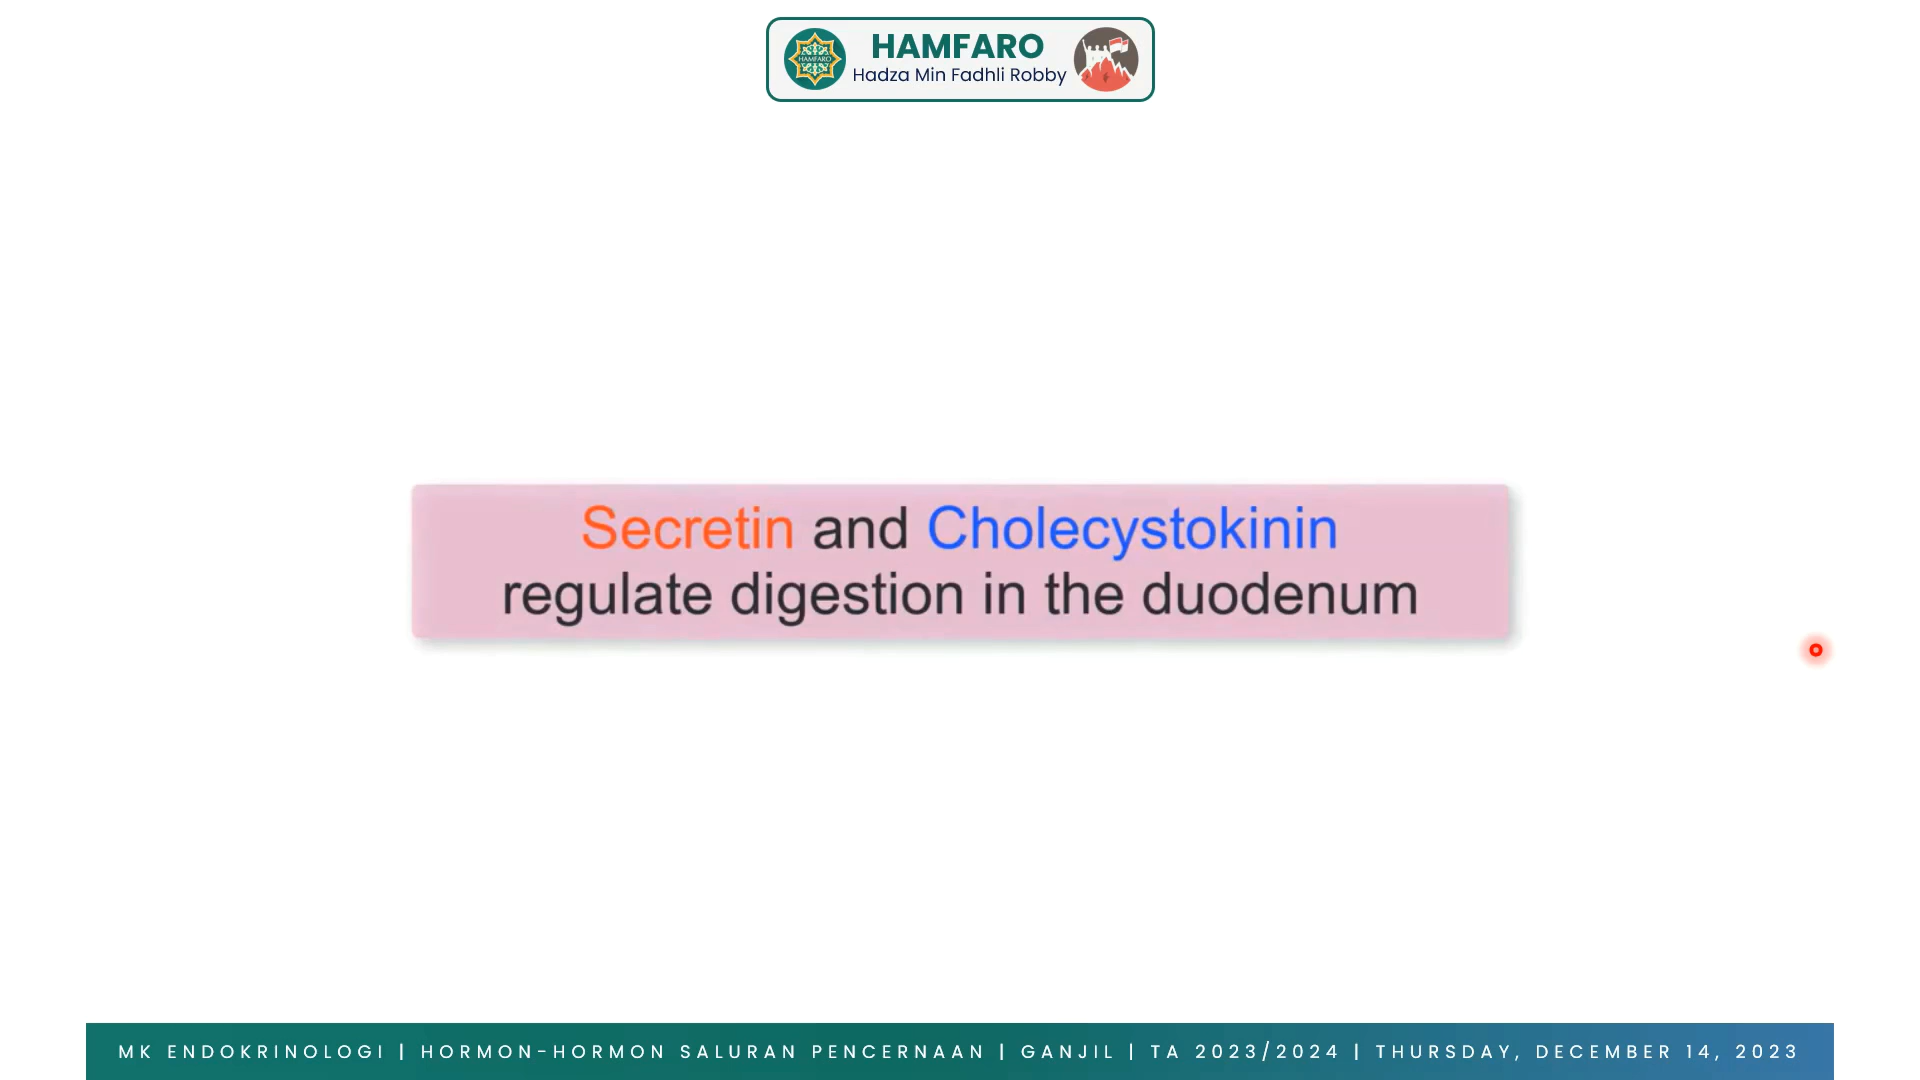 HAMFARO
HAMFARO
Hadza Min Fadhli Robby
Secretin and Cholecystokinin
regulate digestion in the duodenum
MK ENDOKRINOLOGI | HORMON-HORMON SALURAN PENCERNAAN | GANJIL | TA 2023/2024 | THURSDAY, DECEMBER 14, 2023